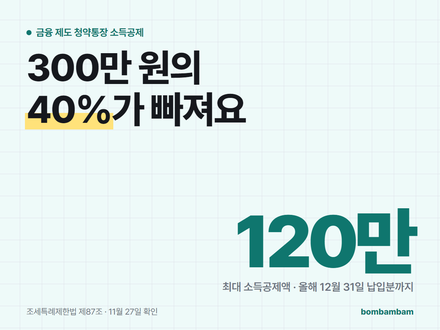 금융 제도 청약통장 소득공제
300만 원의
40%가 빠져요
120만
최대 소득공제액 · 올해 12월 31일 납입분까지
조세특례제한법 제87조 · 11월 27일 확인
bombambam